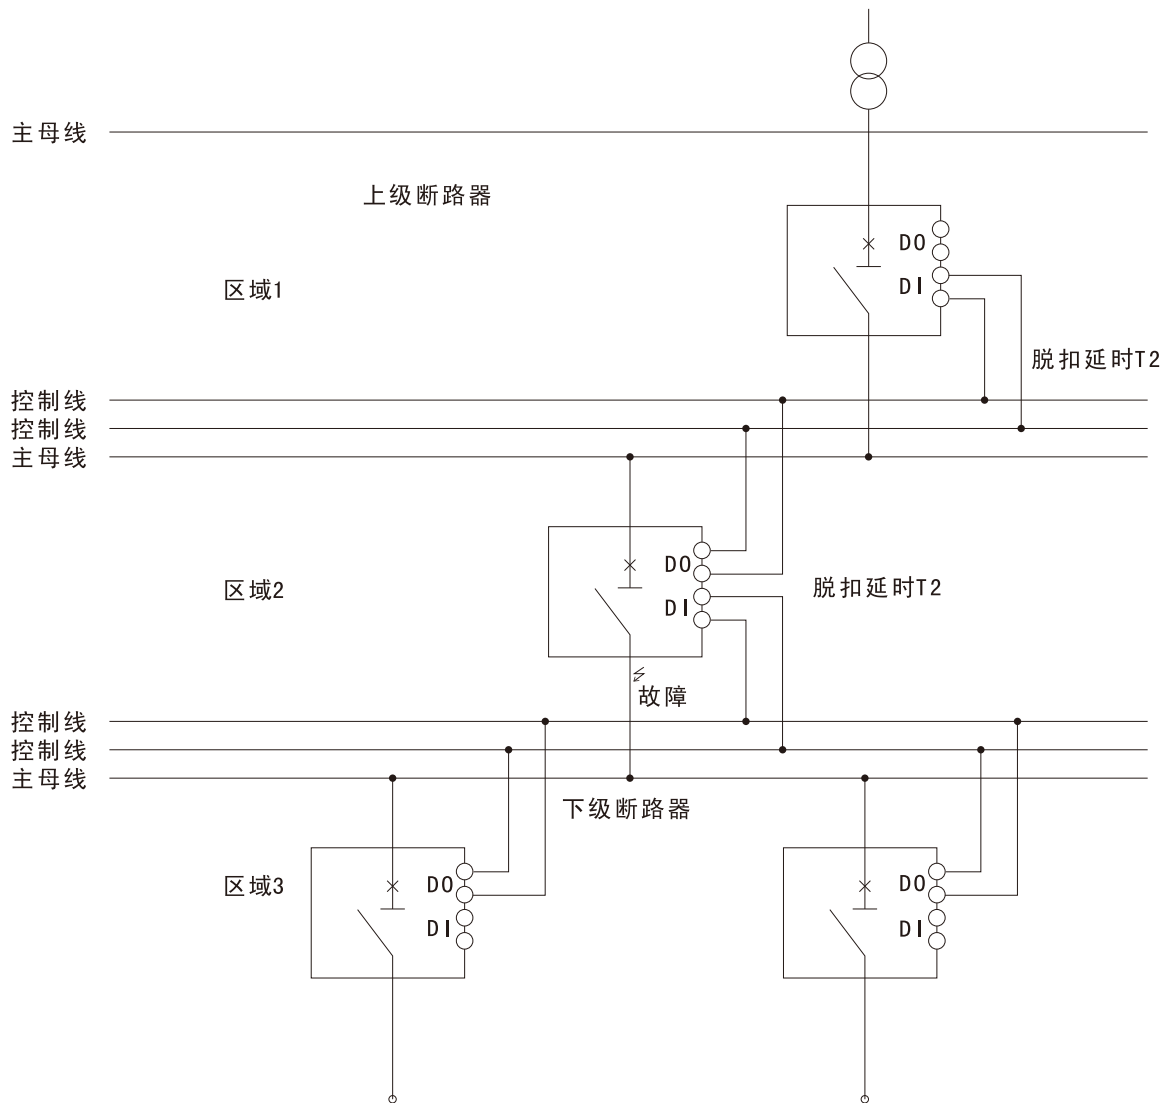 主母线
上级断路器
DO
区域1
DI
脱扣延时T2
控制线
控制线
主母线
DO
区域2
脱扣延时T2
DI
故障
控制线
控制线
主母线
下级断路器
区域3
DO
DO
DI
DI